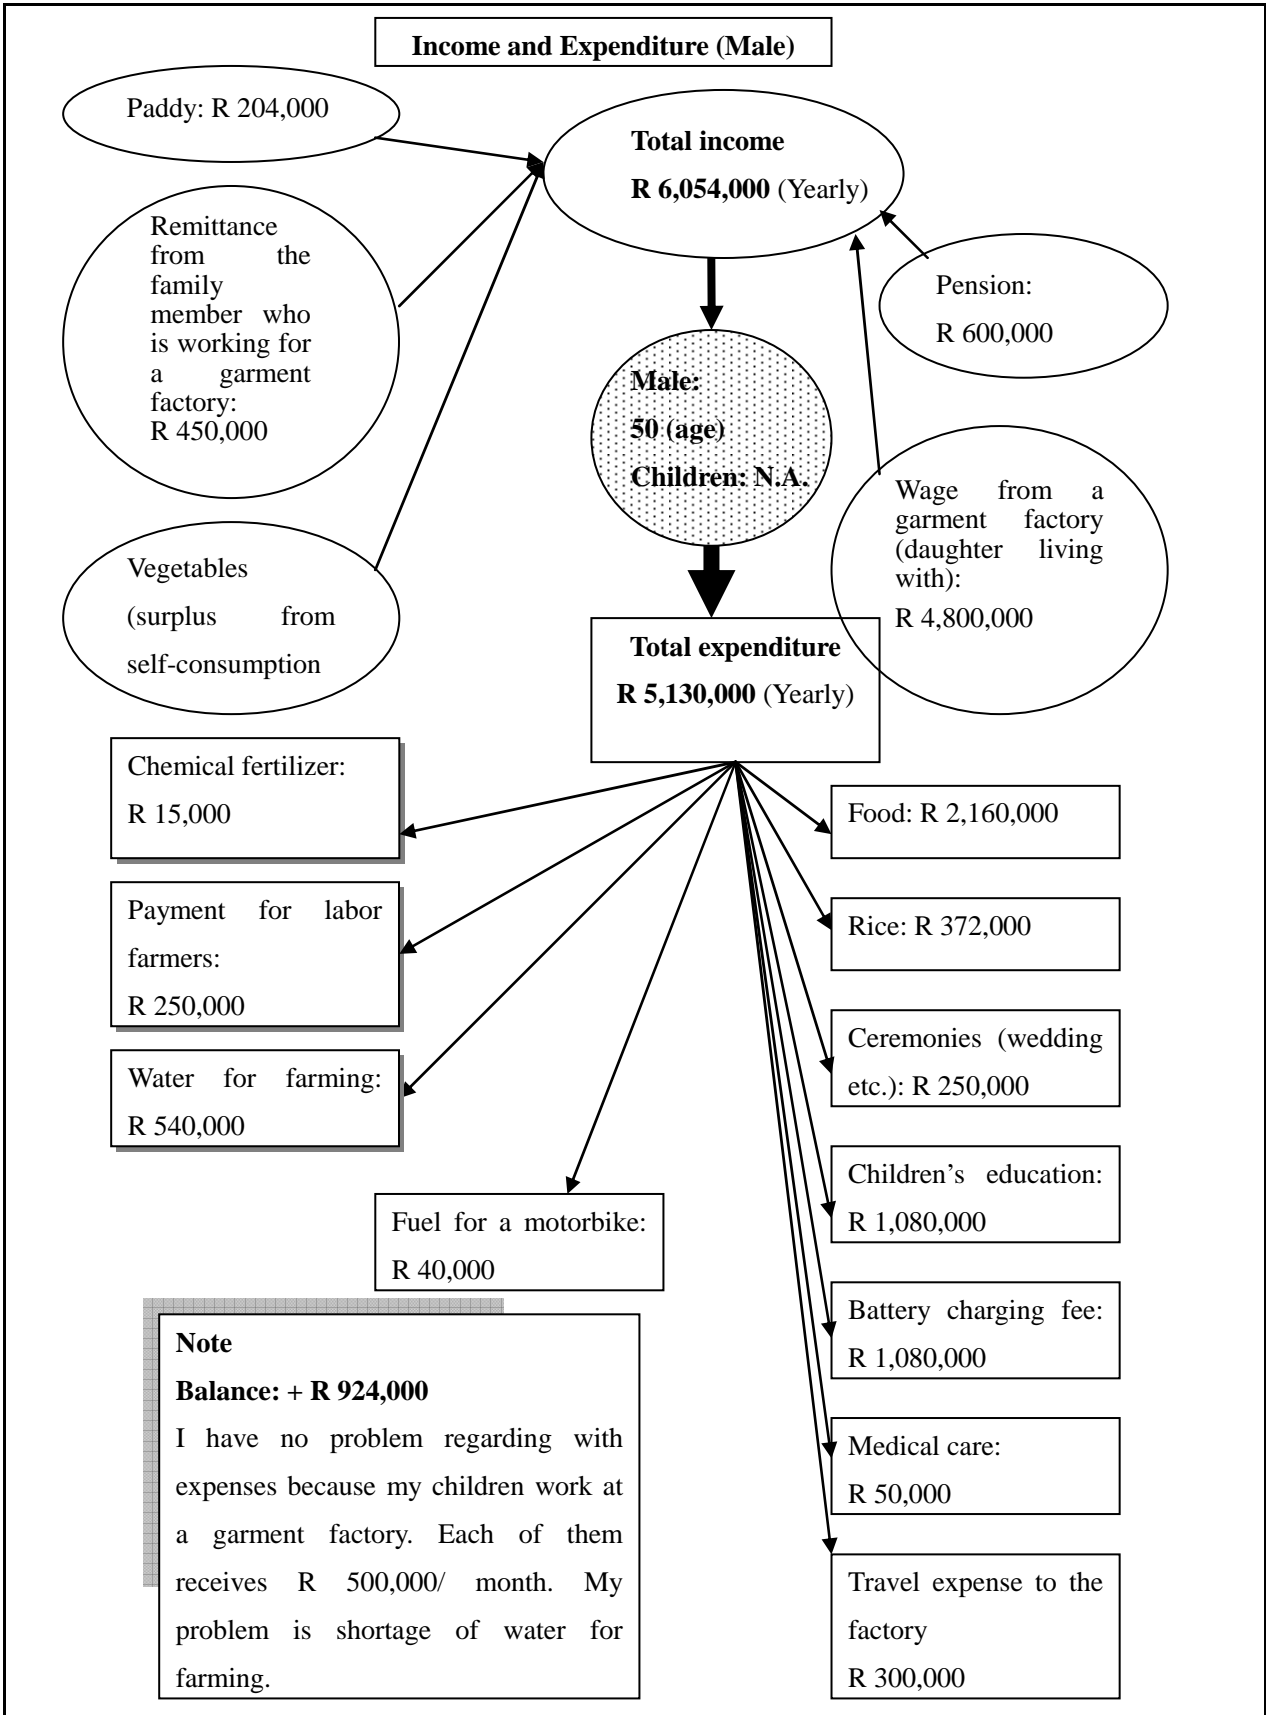 Income and Expenditure (Male)
Paddy: R 204,000
Total income
R 6,054,000 (Yearly)
Remittance
from the
family
member who
is working for
a garment
factory:
R 450,000
Pension:
R 600,000
Male:
50 (age)
Children: N.A.
Wage from a
garment factory
(daughter living
with):
R 4,800,000
Vegetables
(surplus from
self-consumption
Total expenditure
R 5,130,000 (Yearly)
Chemical fertilizer:
R 15,000
Payment for labor
farmers:
R 250,000
Water for farming:
R 540,000
Fuel for a motorbike:
R 40,000
Food: R 2,160,000
Rice: R 372,000
Ceremonies (wedding
etc.): R 250,000
Children’s education:
R 1,080,000
Battery charging fee:
R 1,080,000
Medical care:
R 50,000
Travel expense to the
factory
R 300,000
Note
Balance: + R 924,000
I have no problem regarding with
expenses because my children work at
a garment factory. Each of them
receives R 500,000/ month. My
problem is shortage of water for
farming.